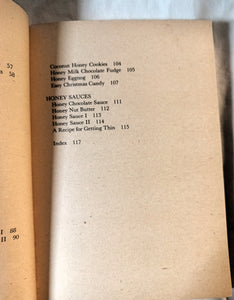 57
58
Coconut Honey Cookies 104
Honey Milk Chocolate Fudge 105
Honey Eggnog 106
Easy Christmas Candy 107
HONEY SAUCES
Honey Chocolate Sauce 111
Honey Nut Butter 112
Honey Sauce I 113
Honey Sauce II 114
A Recipe for Getting Thin 115
Index 117
I 88
II 90